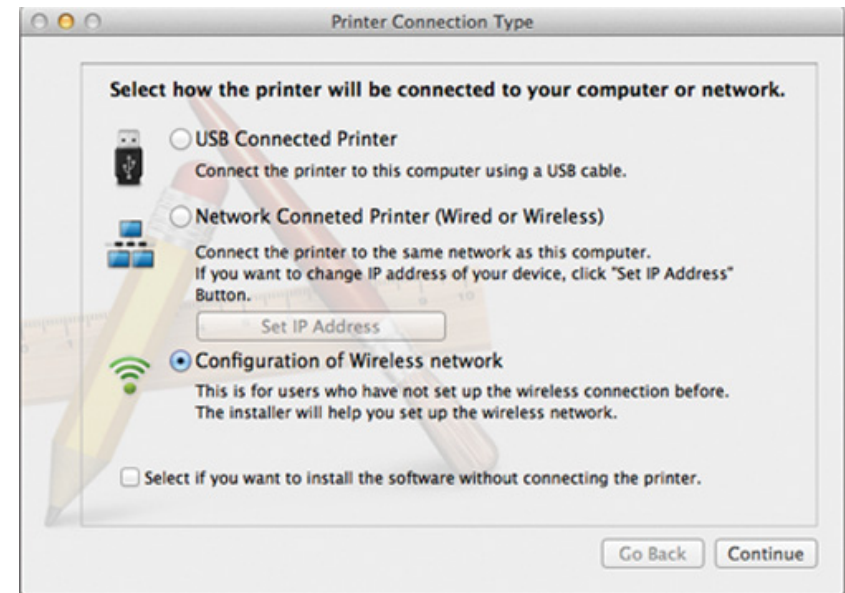 Printer Connection Type
Select how the printer will be connected to your computer or network.
USB Connected Printer
Connect the printer to this computer using a USB cable.
Network Conneted Printer (Wired or Wireless)
Connect the printer to the same network as this computer.
If you want to change IP address of your device, click "Set IP Address"
Button.
Set IP Address
Configuration of Wireless network
This is for users who have not set up the wireless connection before.
The installer will help you set up the wireless network.
Select if you want to install the software without connecting the printer.
Go Back Continue